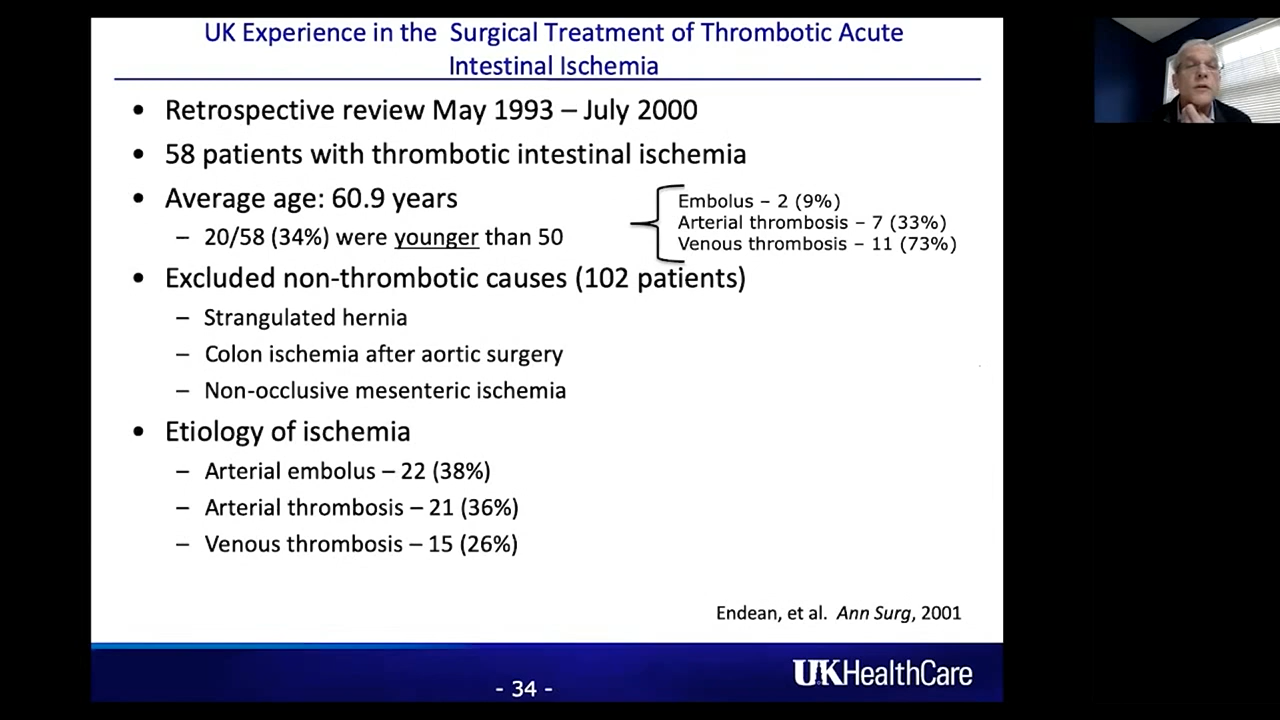 UK Experience in the Surgical Treatment of Thrombotic Acute
Intestinal Ischemia
• Retrospective review May 1993 – July 2000
• 58 patients with thrombotic intestinal ischemia
• Average age: 60.9 years
– 20/58 (34%) were younger than 50
Embolus – 2 (9%)
Arterial thrombosis – 7 (33%)
Venous thrombosis – 11 (73%)
• Excluded non-thrombotic causes (102 patients)
– Strangulated hernia
– Colon ischemia after aortic surgery
– Non-occlusive mesenteric ischemia
• Etiology of ischemia
– Arterial embolus – 22 (38%)
– Arterial thrombosis – 21 (36%)
– Venous thrombosis – 15 (26%)
Endean, et al. Ann Surg, 2001
- 34 -
UKHealthCare